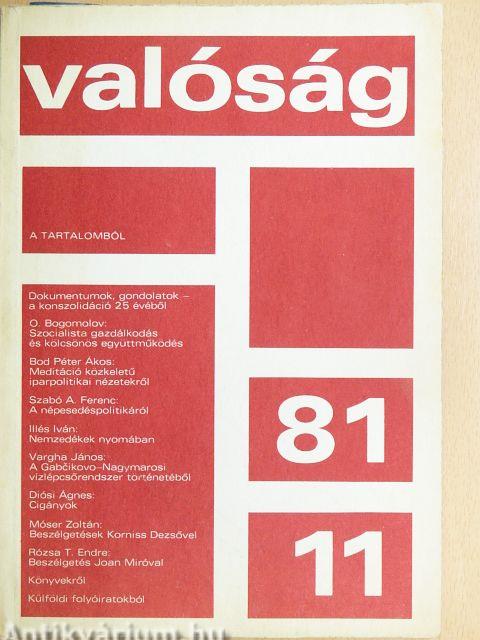 valóság
A TARTALOMBÓL
Dokumentumok, gondolatok –
a konszolidáció 25 évéből
O. Bogomolov:
Szocialista gazdálkodás
és kölcsönös együttműködés
Bod Péter Ákos:
Meditáció közkeletű
iparpolitikai nézetekről
Szabó A. Ferenc:
A népesedéspolitikáról
Illés Iván:
Nemzedékek nyomában
Vargha János:
A Gabčikovo–Nagymarosi
vízlépcsőrendszer történetéből
Diósi Ágnes:
Cigányok
Móser Zoltán:
Beszélgetések Korniss Dezsővel
Rózsa T. Endre:
Beszélgetés Joan Miróval
Könyvekről
Külföldi folyóiratokból
81
11
Antikvárium.hu